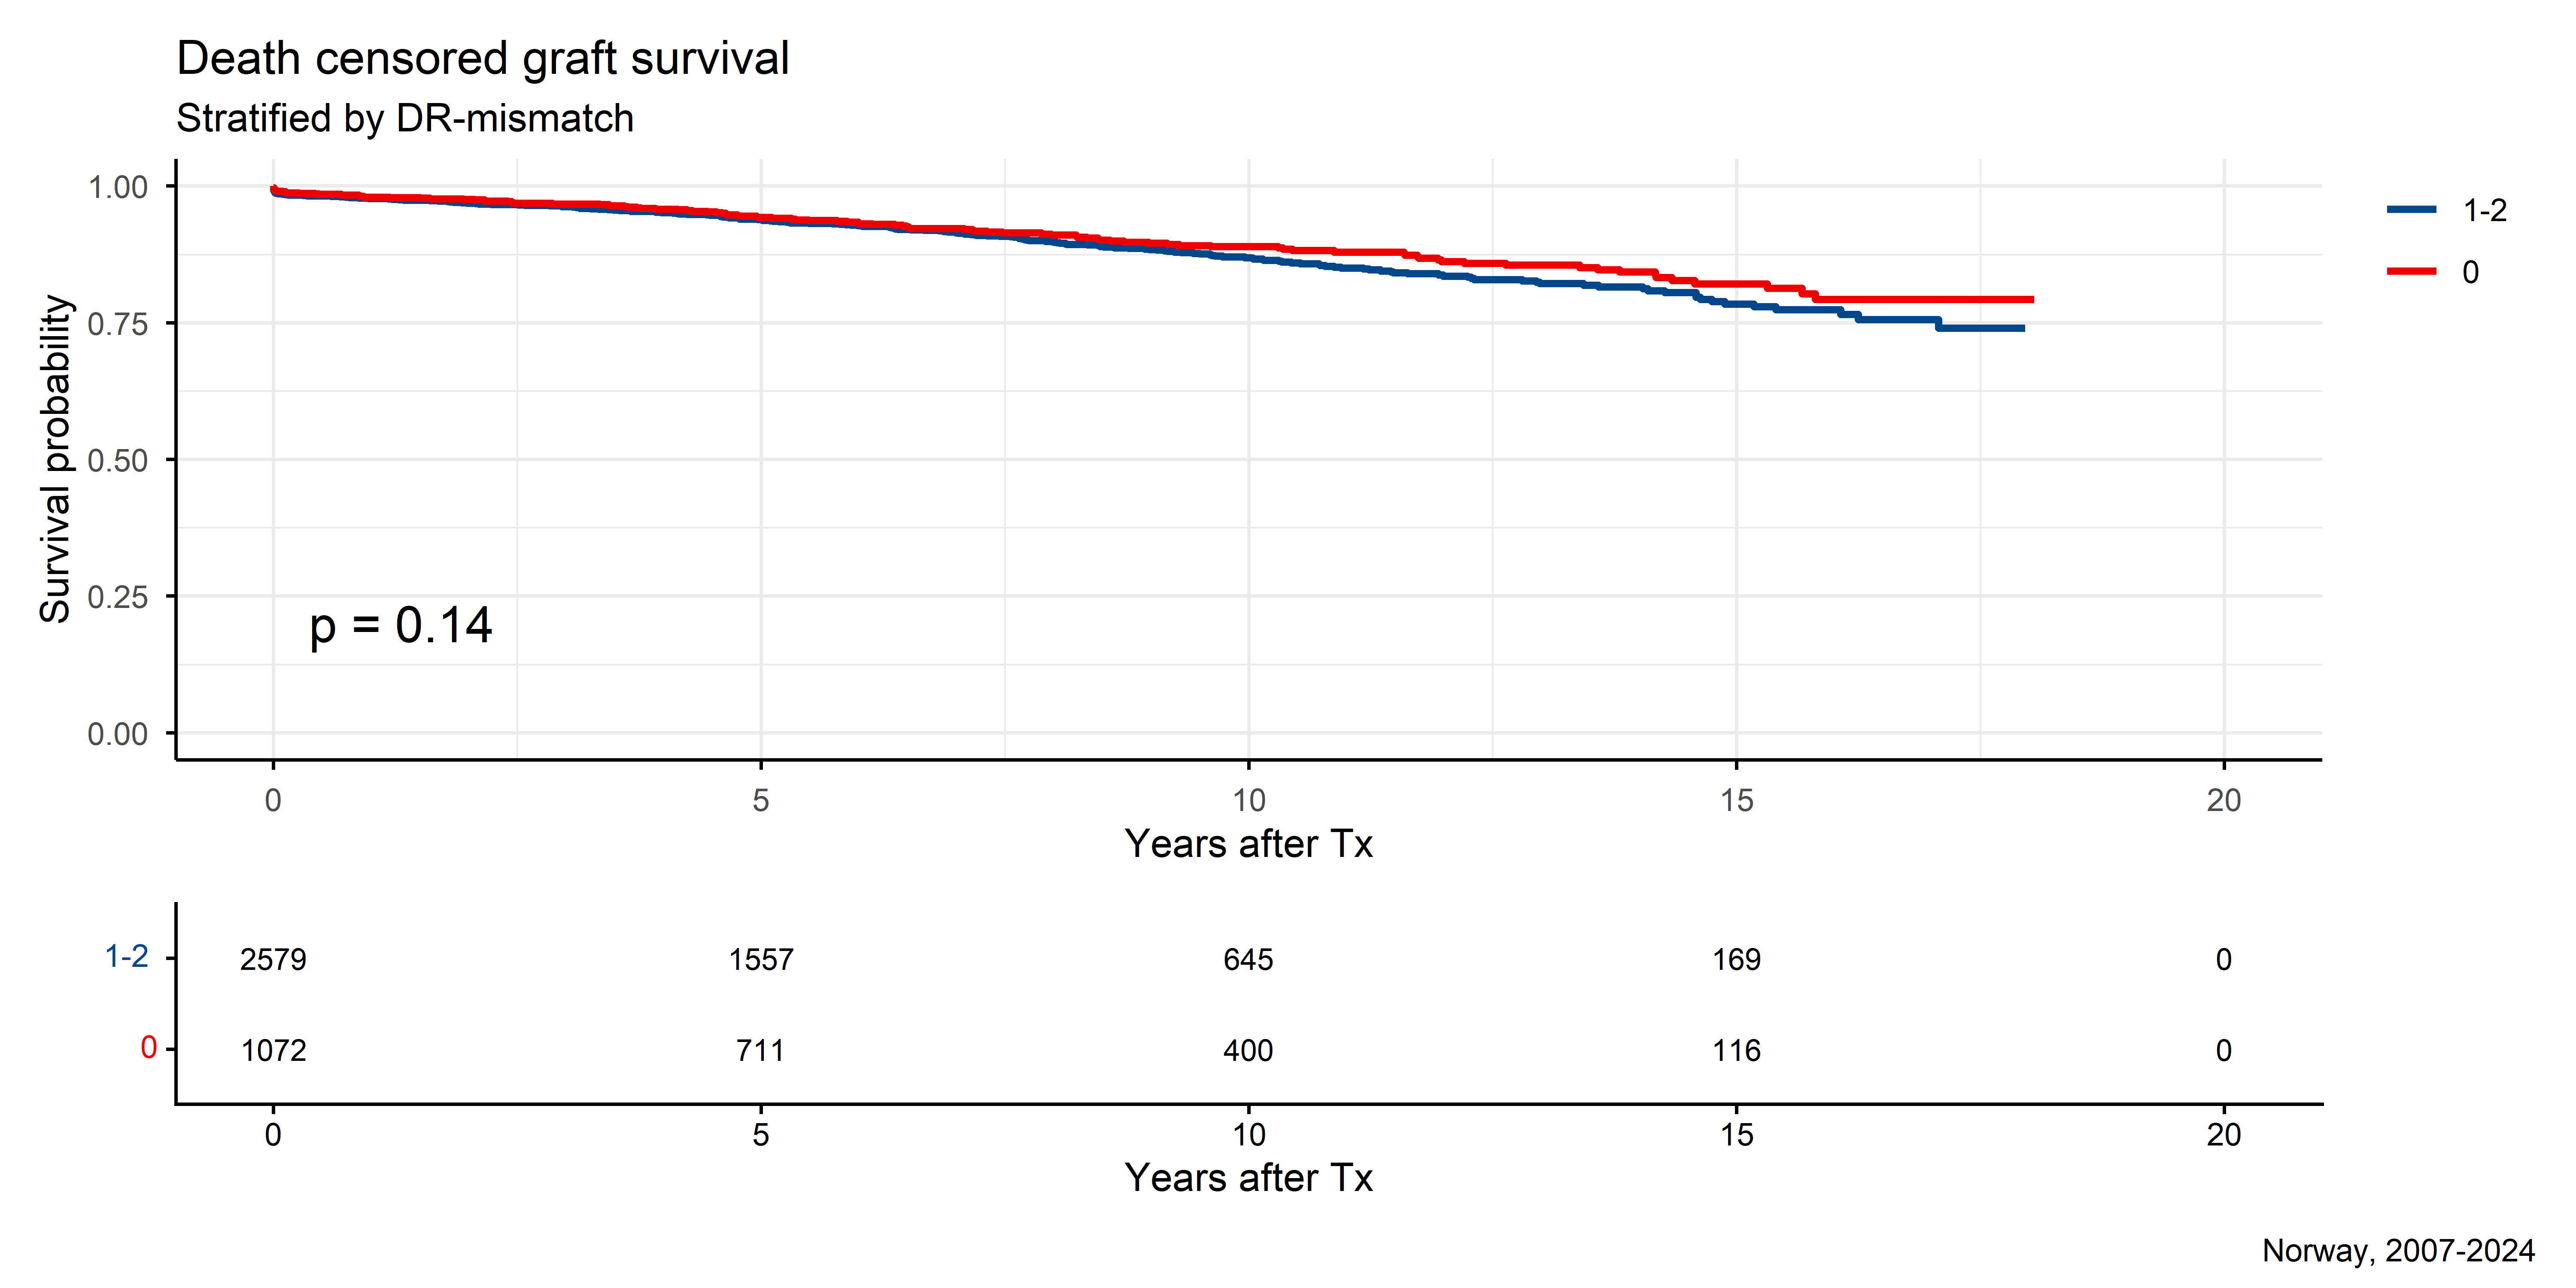 Death censored graft survival
Stratified by DR-mismatch
1.00
0.75
0.50
0.25
0.00
Survival probability
p = 0.14
1-2
0
0 5 10 15 20
Years after Tx
1-2 2579 1557 645 169 0
0 1072 711 400 116 0
0 5 10 15 20
Years after Tx
Norway, 2007-2024